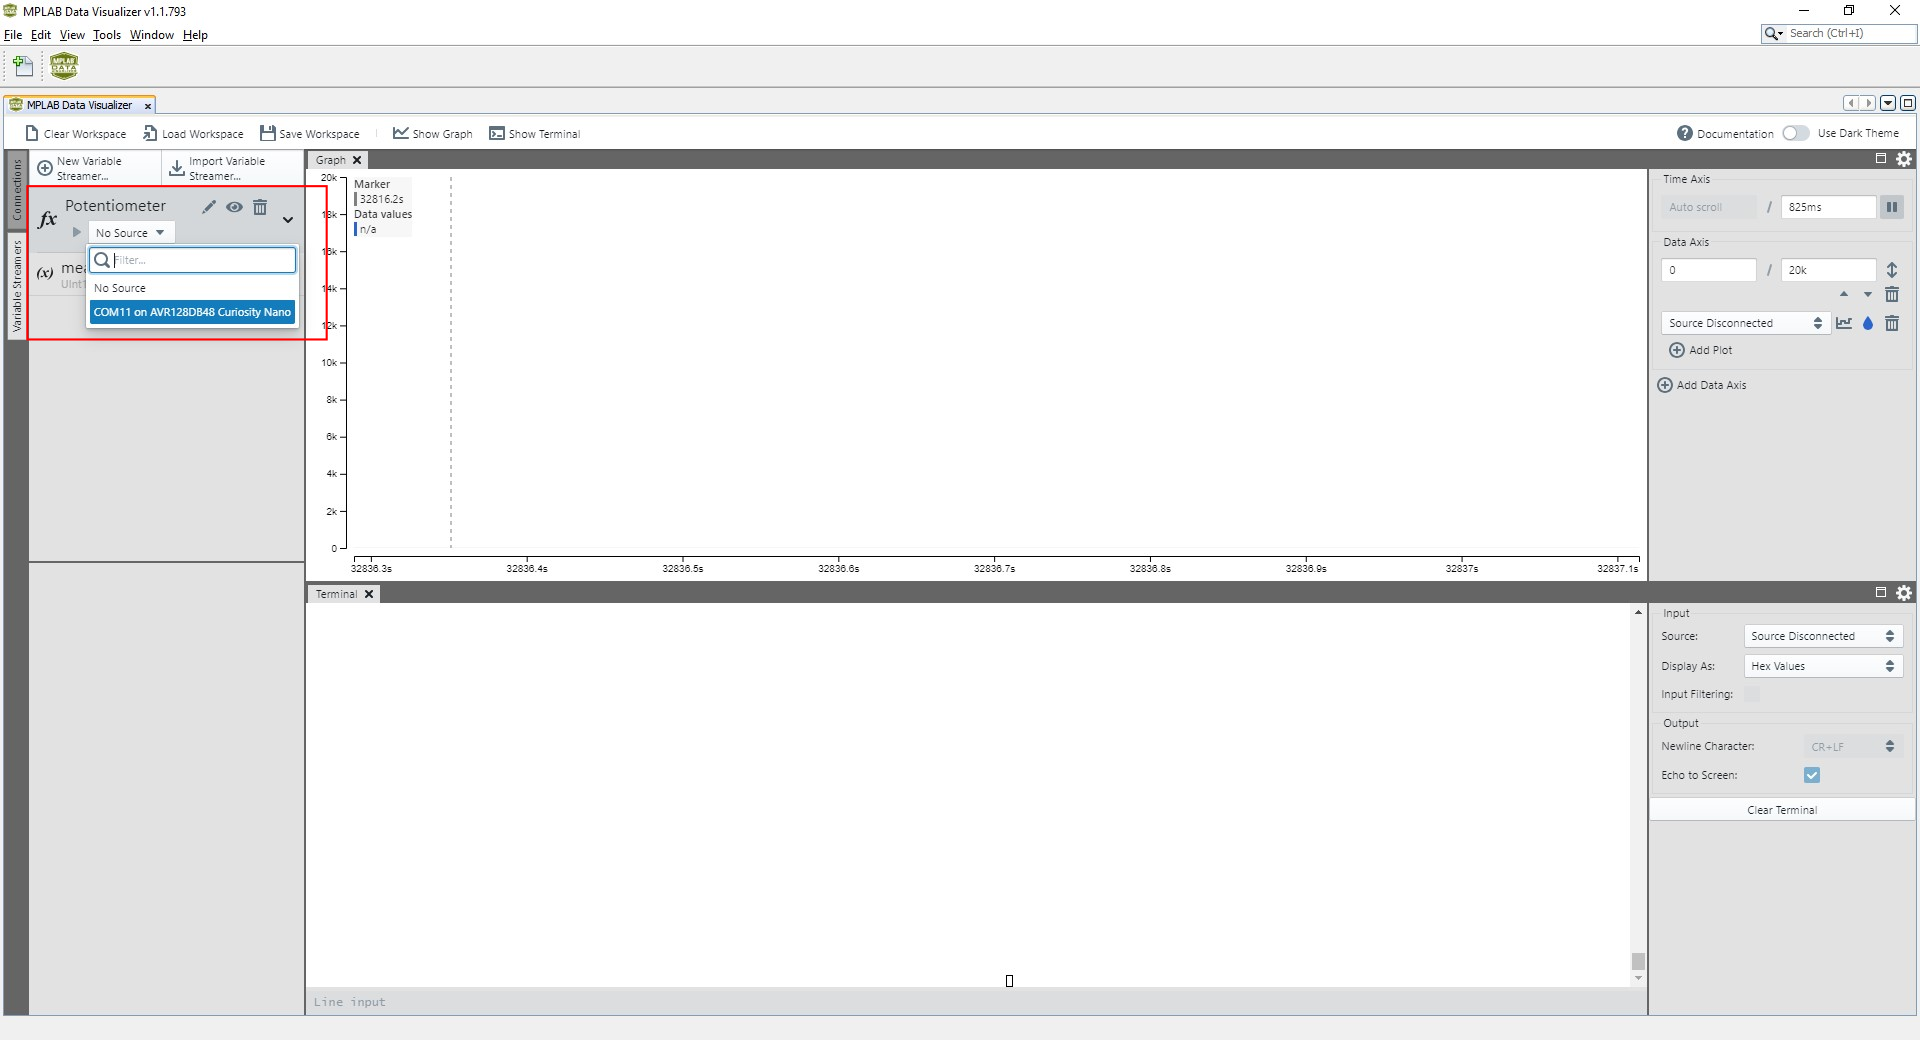 MPLAB Data Visualizer v1.1.793
File Edit View Tools Window Help
Search (Ctrl+I)
MPLAB
DATA
MPLAB Data Visualizer
Clear Workspace
Load Workspace
Save Workspace
Show Graph
Show Terminal
Documentation
Use Dark Theme
Connections
Variable Streamers
New Variable
Streamer...
Import Variable
Streamer...
fx
Potentiometer
No Source
Filter...
No Source
COM11 on AVR128DB48 Curiosity Nano
(x)
Graph
Marker
32816.2s
Data values
n/a
20k
18k
16k
14k
12k
10k
8k
6k
4k
2k
0
32836.3s
32836.4s
32836.5s
32836.6s
32836.7s
32836.8s
32836.9s
32837s
32837.1s
Time Axis
Auto scroll / 825ms
Data Axis
0 / 20k
Source Disconnected
Add Plot
Add Data Axis
Terminal
Line input
Input
Source: Source Disconnected
Display As: Hex Values
Input Filtering:
Output
Newline Character: CR+LF
Echo to Screen:
Clear Terminal